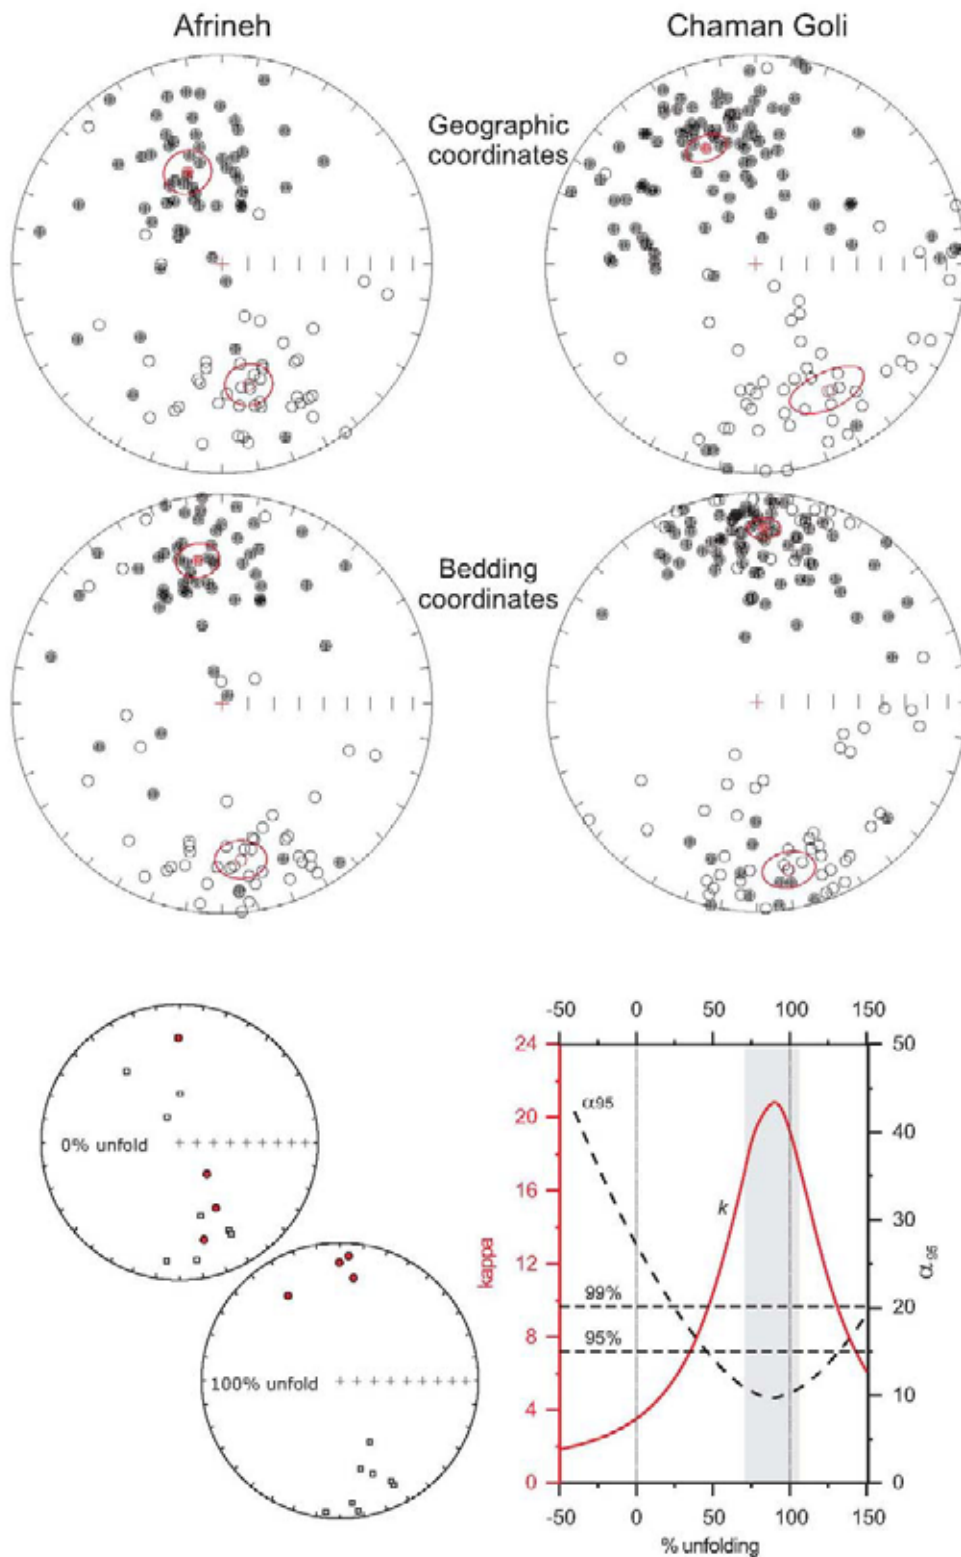 Afrineh
Chaman Goli
Geographic
coordinates
Bedding
coordinates
0% unfold
100% unfold
-50 0 50 100 150
24
20
16
12
8
4
0
kappa
50
40
30
20
10
0
α95
α95
k
99%
95%
-50 0 50 100 150
% unfolding